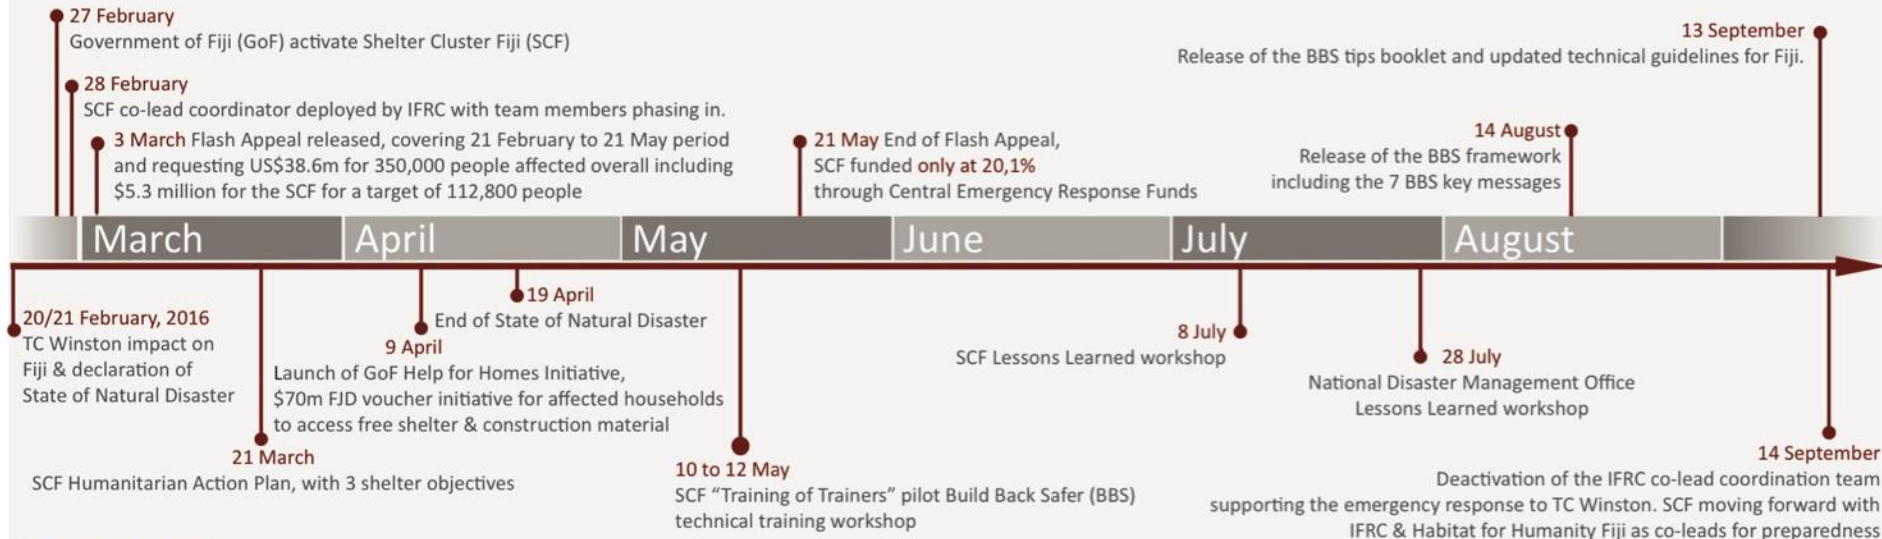 27 February
Government of Fiji (GoF) activate Shelter Cluster Fiji (SCF)
28 February
SCF co-lead coordinator deployed by IFRC with team members phasing in.
3 March Flash Appeal released, covering 21 February to 21 May period
and requesting US$38.6m for 350,000 people affected overall including
$5.3 million for the SCF for a target of 112,800 people
21 May End of Flash Appeal,
SCF funded only at 20,1%
through Central Emergency Response Funds
14 August
Release of the BBS framework
including the 7 BBS key messages
13 September
Release of the BBS tips booklet and updated technical guidelines for Fiji.
March April May June July August
20/21 February, 2016
TC Winston impact on
Fiji & declaration of
State of Natural Disaster
21 March
SCF Humanitarian Action Plan, with 3 shelter objectives
9 April
Launch of GoF Help for Homes Initiative,
$70m FJD voucher initiative for affected households
to access free shelter & construction material
19 April
End of State of Natural Disaster
10 to 12 May
SCF “Training of Trainers” pilot Build Back Safer (BBS)
technical training workshop
8 July
SCF Lessons Learned workshop
28 July
National Disaster Management Office
Lessons Learned workshop
14 September
Deactivation of the IFRC co-lead coordination team
supporting the emergency response to TC Winston. SCF moving forward with
IFRC & Habitat for Humanity Fiji as co-leads for preparedness